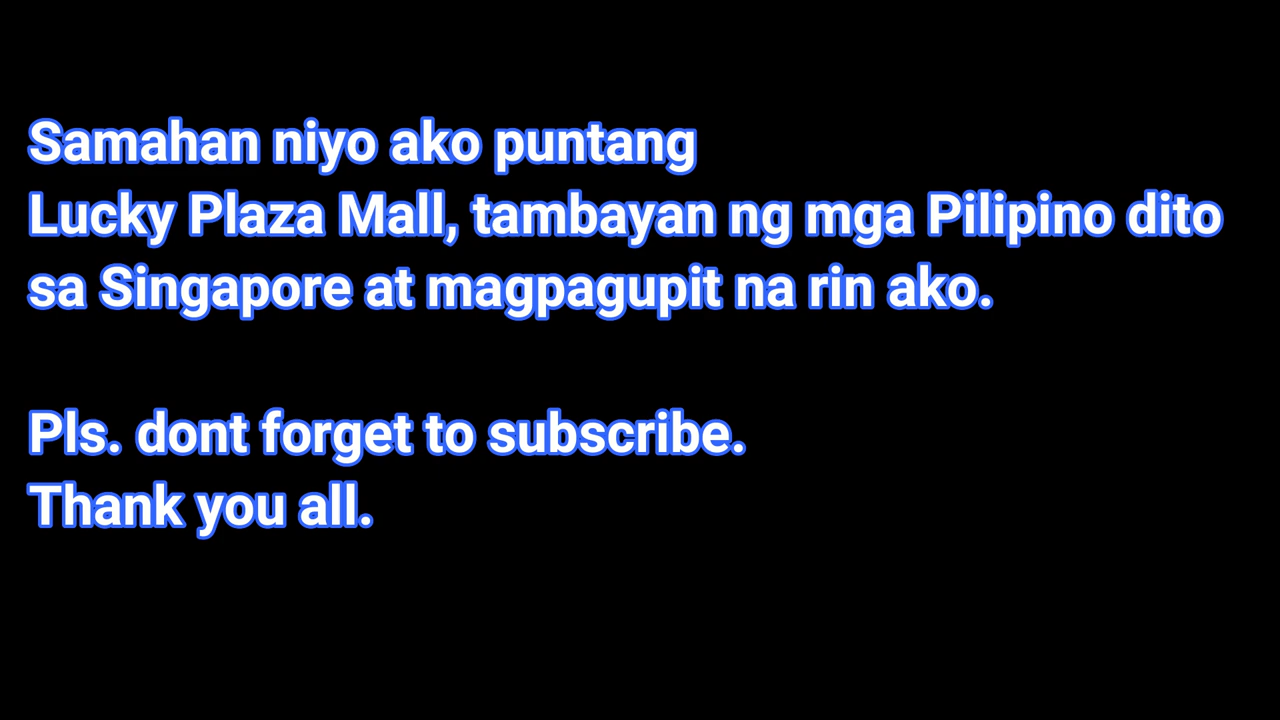 Samahan niyo ako puntang
Lucky Plaza Mall, tambayan ng mga Pilipino dito
sa Singapore at magpagupit na rin ako.
Pls. dont forget to subscribe.
Thank you all.